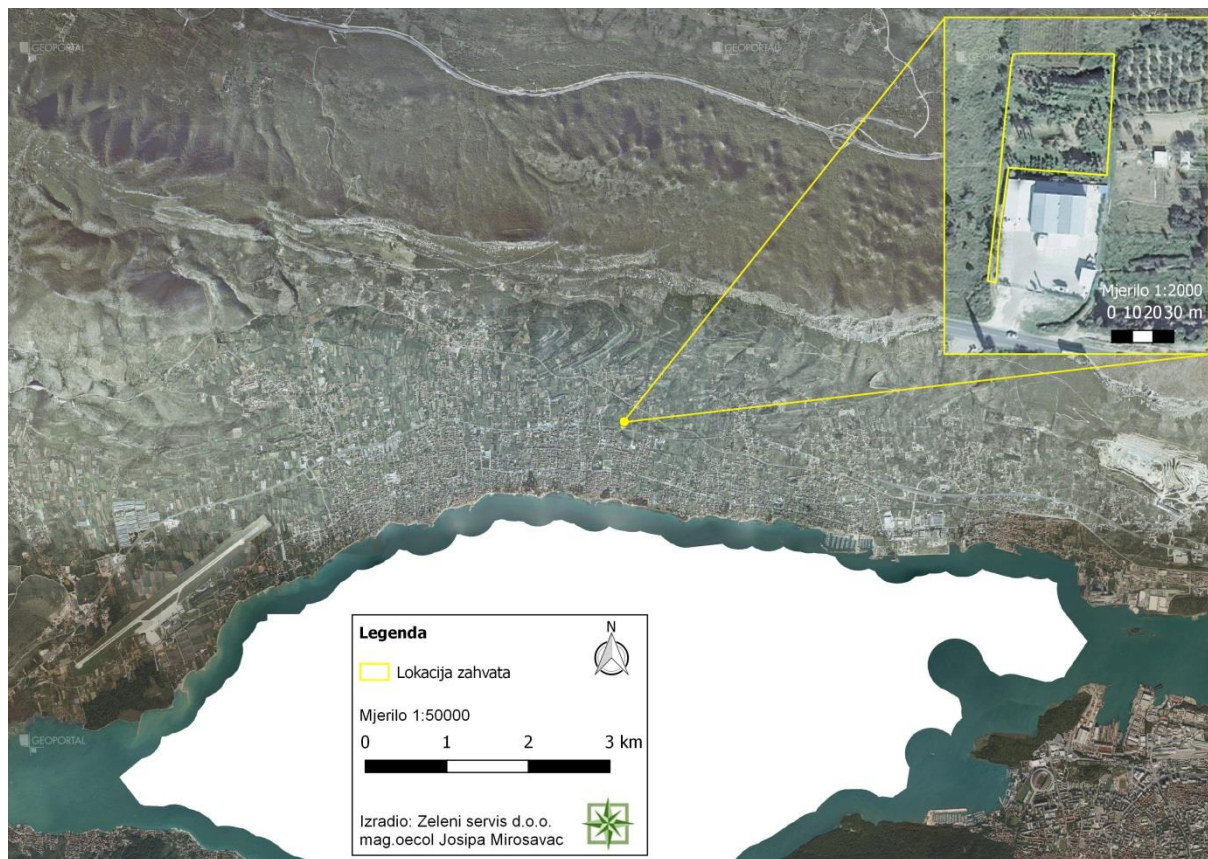 GEOPORTAL
GEOPORTAL
Mjerilo 1:2000
0 10 20 30 m
GEOPORTAL
Legenda
N
Lokacija zahvata
Mjerilo 1:50000
0 1 2 3 km
Izradio: Zeleni servis d.o.o.
mag.oecol Josipa Mirosavac